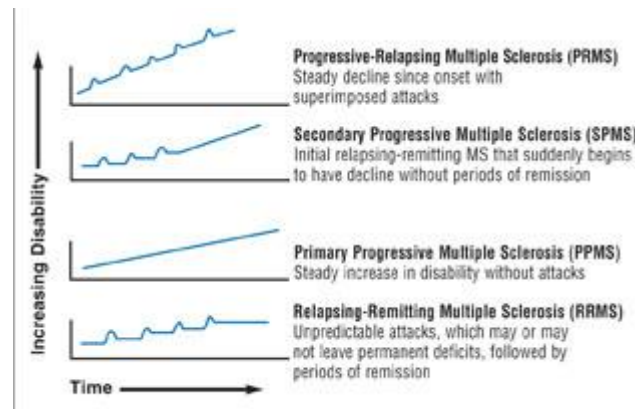 Increasing Disability
Progressive-Relapsing Multiple Sclerosis (PRMS)
Steady decline since onset with
superimposed attacks
Secondary Progressive Multiple Sclerosis (SPMS)
Initial relapsing-remitting MS that suddenly begins
to have decline without periods of remission
Primary Progressive Multiple Sclerosis (PPMS)
Steady increase in disability without attacks
Relapsing-Remitting Multiple Sclerosis (RRMS)
Unpredictable attacks, which may or may
not leave permanent deficits, followed by
periods of remission
Time